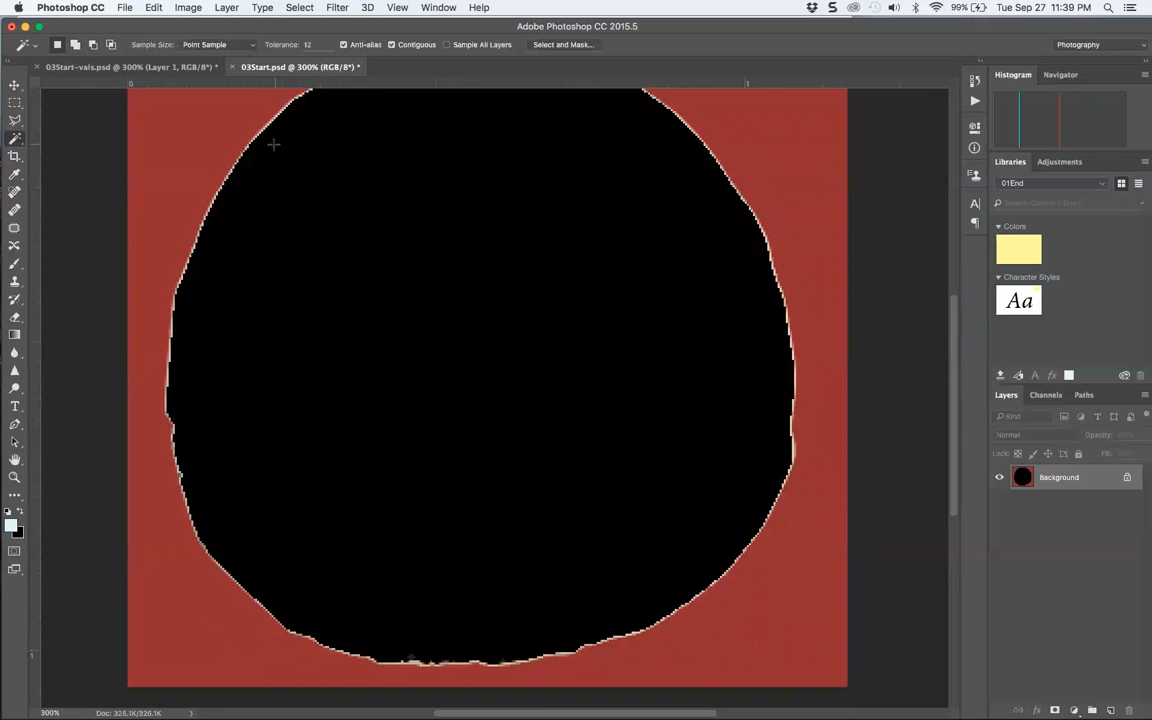 Photoshop CC File Edit Image Layer Type Select Filter 3D View Window Help 99% Tue Sep 27 11:39 PM
Adobe Photoshop CC 2015.5
Sample Size: Point Sample Tolerance: 12 Anti-alias Contiguous Sample All Layers Select and Mask... Photography
03Start-vals.psd @ 300% (Layer 1, RGB/8*) * 03Start.psd @ 300% (RGB/8*) *
Histogram Navigator
0 1
Libraries Adjustments
01End
Colors
Character Styles
Aa
Layers Channels Paths
Kind
Normal Opacity:
Lock: Fill:
Background
1
300% Doc: 326.1K/326.1K